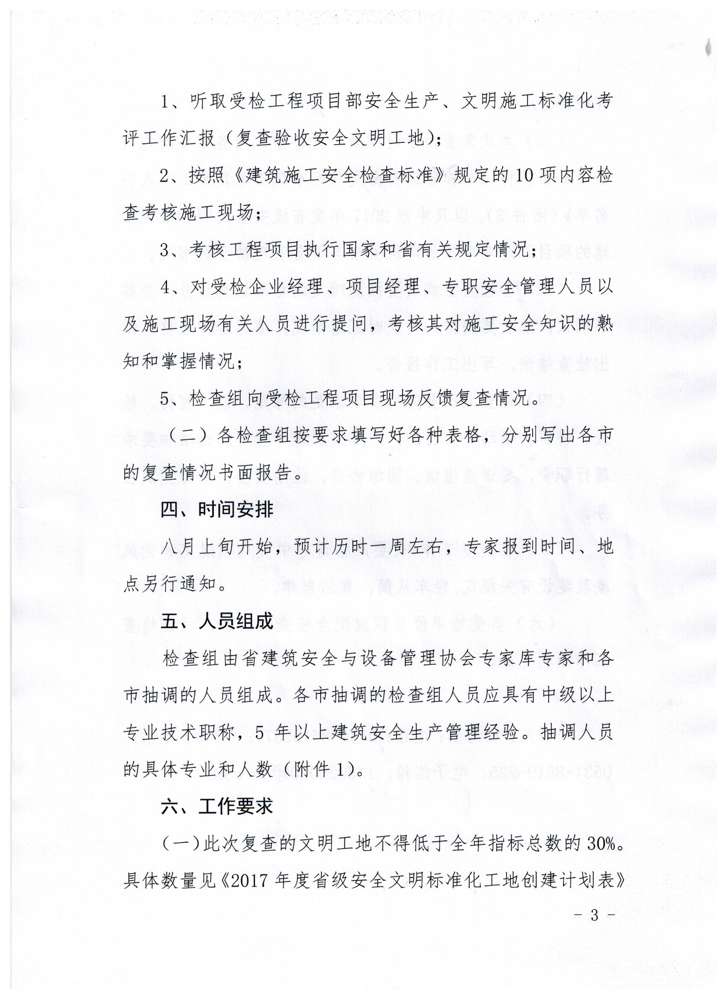 1、听取受检工程项目部安全生产、文明施工标准化考
评工作汇报（复查验收安全文明工地）；
2、按照《建筑施工安全检查标准》规定的 10 项内容检
查考核施工现场；
3、考核工程项目执行国家和省有关规定情况；
4、对受检企业经理、项目经理、专职安全管理人员以
及施工现场有关人员进行提问，考核其对施工安全知识的熟
知和掌握情况；
5、检查组向受检工程项目现场反馈复查情况。
（二）各检查组按要求填写好各种表格，分别写出各市
的复查情况书面报告。
四、时间安排
八月上旬开始，预计历时一周左右，专家报到时间、地
点另行通知。
五、人员组成
检查组由省建筑安全与设备管理协会专家库专家和各
市抽调的人员组成。各市抽调的检查组人员应具有中级以上
专业技术职称，5 年以上建筑安全生产管理经验。抽调人员
的具体专业和人数（附件 1）。
六、工作要求
（一）此次复查的文明工地不得低于全年指标总数的 30%。
具体数量见《2017 年度省级安全文明标准化工地创建计划表》
- 3 -